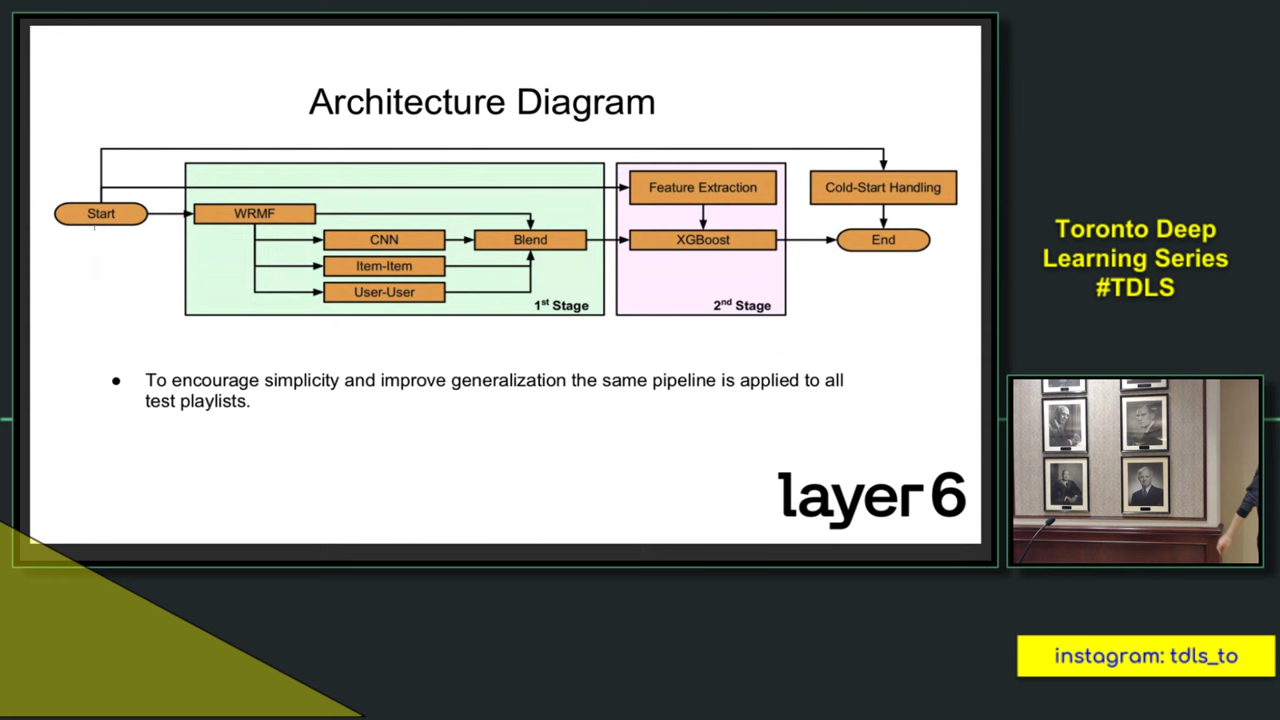 Architecture Diagram
Start
WRMF
CNN
Item-Item
User-User
Blend
1st Stage
Feature Extraction
XGBoost
2nd Stage
Cold-Start Handling
End
● To encourage simplicity and improve generalization the same pipeline is applied to all
test playlists.
layer 6
Toronto Deep
Learning Series
#TDLS
instagram: tdls_to